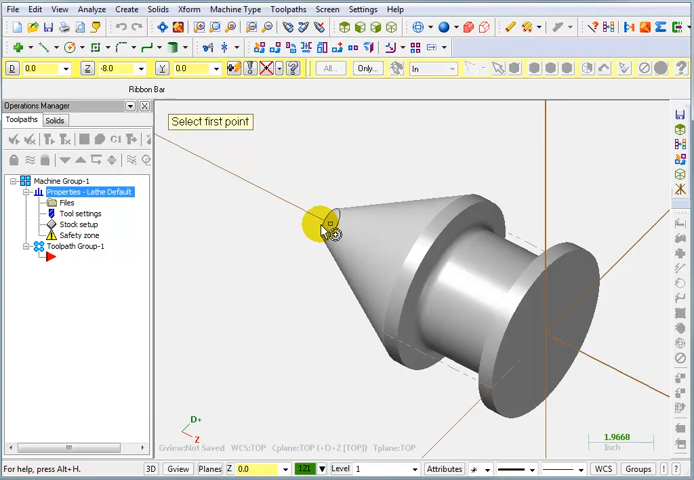 File Edit View Analyze Create Solids Xform Machine Type Toolpaths Screen Settings Help
D 0.0 Z -8.0 Y 0.0 All... Only... In
Ribbon Bar
Operations Manager
Toolpaths Solids
Select first point
G1
Machine Group-1
Properties - Lathe Default
Files
Tool settings
Stock setup
Safety zone
Toolpath Group-1
D+
Z
1.9668
Inch
Gview:Not Saved WCS:TOP Cplane:TOP (+D+Z [TOP]) Tplane:TOP
For help, press Alt+H. 3D Gview Planes Z 0.0 121 Level 1 Attributes WCS Groups